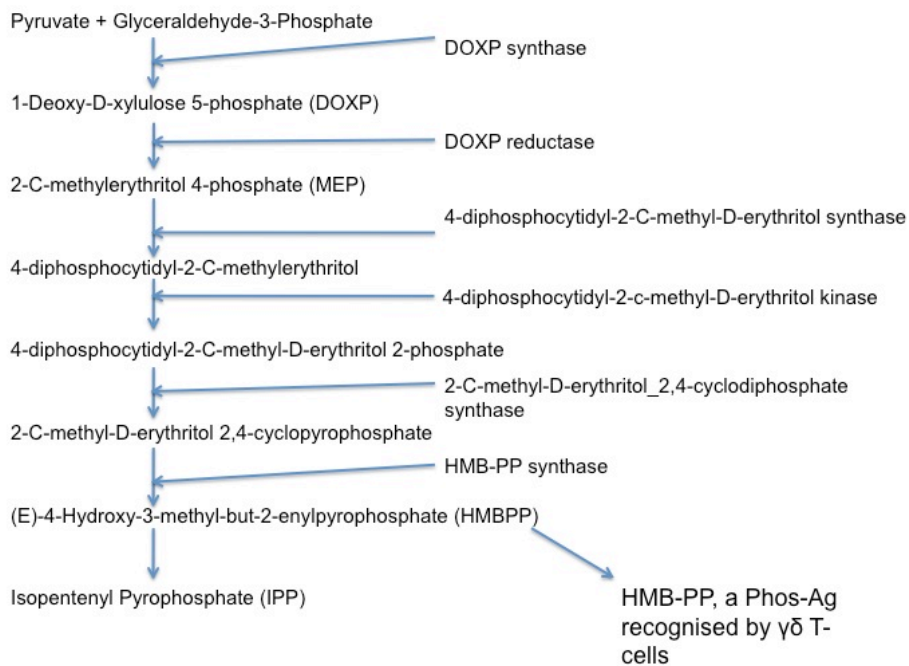 Pyruvate + Glyceraldehyde-3-Phosphate
DOXP synthase
1-Deoxy-D-xylulose 5-phosphate (DOXP)
DOXP reductase
2-C-methylerythritol 4-phosphate (MEP)
4-diphosphocytidyl-2-C-methyl-D-erythritol synthase
4-diphosphocytidyl-2-C-methylerythritol
4-diphosphocytidyl-2-c-methyl-D-erythritol kinase
4-diphosphocytidyl-2-C-methyl-D-erythritol 2-phosphate
2-C-methyl-D-erythritol_2,4-cyclodiphosphate
synthase
2-C-methyl-D-erythritol 2,4-cyclopyrophosphate
HMB-PP synthase
(E)-4-Hydroxy-3-methyl-but-2-enylpyrophosphate (HMBPP)
Isopentenyl Pyrophosphate (IPP)
HMB-PP, a Phos-Ag
recognised by γδ T-
cells